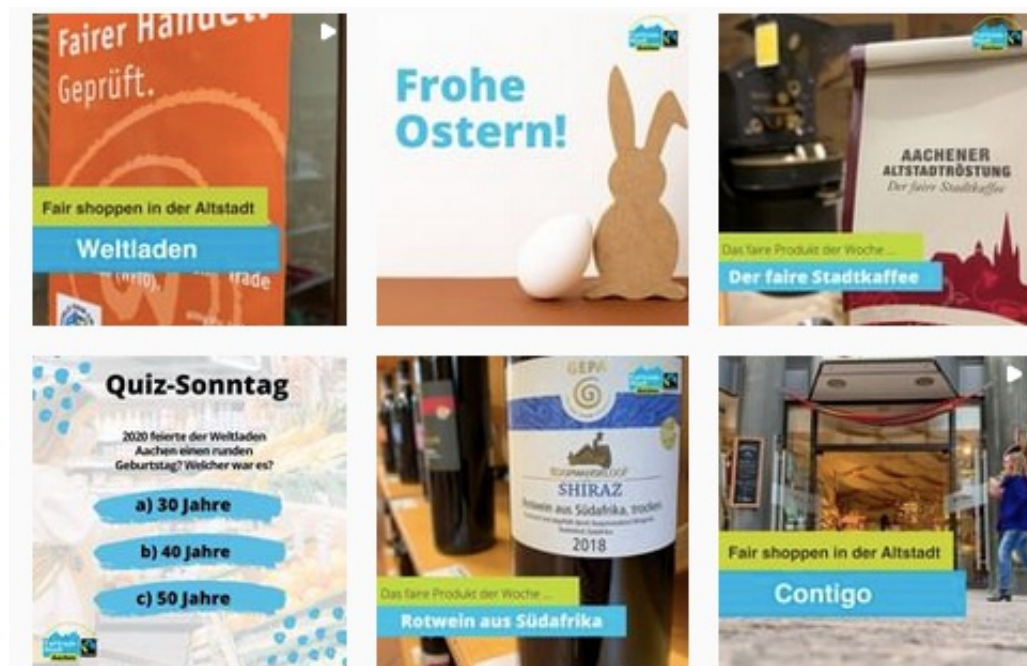 Fairer Handel.
Geprüft.
Fair shoppen in der Altstadt
Weltladen
Frohe
Ostern!
AACHENER
ALTSTADTRÖSTUNG
Der faire Stadtkaffee
Das faire Produkt der Woche ...
Der faire Stadtkaffee
Quiz-Sonntag
2020 feierte der Weltladen
Aachen einen runden
Geburtstag? Welcher war es?
a) 30 Jahre
b) 40 Jahre
c) 50 Jahre
GEPA
SHIRAZ
Rotwein aus Südafrika, trocken
2018
Das faire Produkt der Woche ...
Rotwein aus Südafrika
Fair shoppen in der Altstadt
Contigo